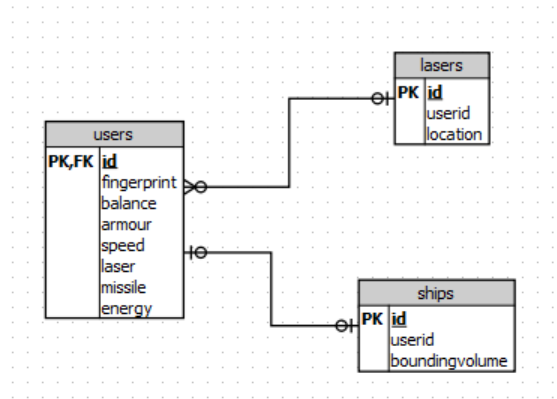 users
PK,FK id
fingerprint
balance
armour
speed
laser
missile
energy
lasers
PK id
userid
location
ships
PK id
userid
boundingvolume